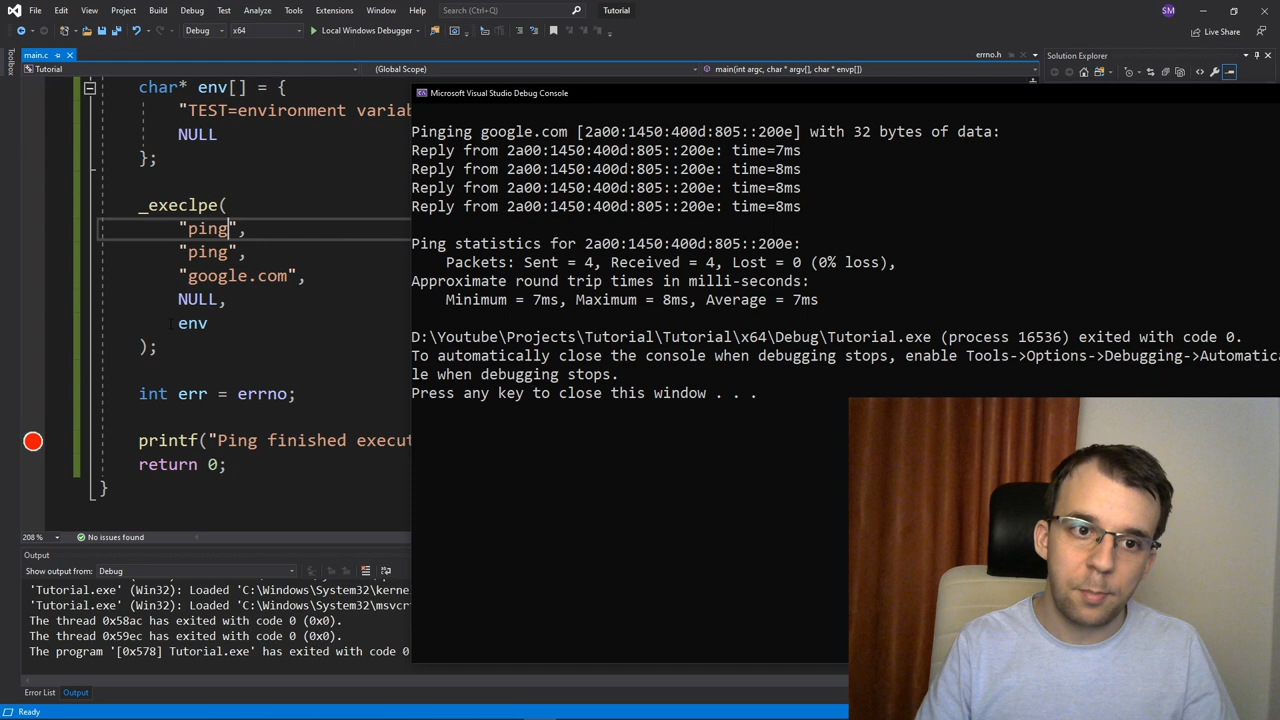 File Edit View Project Build Debug Test Analyze Tools Extensions Window Help Search (Ctrl+Q) Tutorial SM
Debug x64 Local Windows Debugger Live Share
main.c errno.h Solution Explorer
Tutorial (Global Scope) main(int argc, char * argv[], char * envp[])
Toolbox
char* env[] = {
"TEST=environment variab
NULL
};
_execlpe(
"ping",
"ping",
"google.com",
NULL,
env
);
int err = errno;
printf("Ping finished execut
return 0;
}
208 % No issues found
Output
Show output from: Debug
'Tutorial.exe' (Win32): Loaded 'C:\Windows\System32\kerne
'Tutorial.exe' (Win32): Loaded 'C:\Windows\System32\msvcr
The thread 0x58ac has exited with code 0 (0x0).
The thread 0x59ec has exited with code 0 (0x0).
The program '[0x578] Tutorial.exe' has exited with code 0
Error List Output
Ready
Microsoft Visual Studio Debug Console
Pinging google.com [2a00:1450:400d:805::200e] with 32 bytes of data:
Reply from 2a00:1450:400d:805::200e: time=7ms
Reply from 2a00:1450:400d:805::200e: time=8ms
Reply from 2a00:1450:400d:805::200e: time=8ms
Reply from 2a00:1450:400d:805::200e: time=8ms
Ping statistics for 2a00:1450:400d:805::200e:
Packets: Sent = 4, Received = 4, Lost = 0 (0% loss),
Approximate round trip times in milli-seconds:
Minimum = 7ms, Maximum = 8ms, Average = 7ms
D:\Youtube\Projects\Tutorial\Tutorial\x64\Debug\Tutorial.exe (process 16536) exited with code 0.
To automatically close the console when debugging stops, enable Tools->Options->Debugging->Automatica
le when debugging stops.
Press any key to close this window . . .